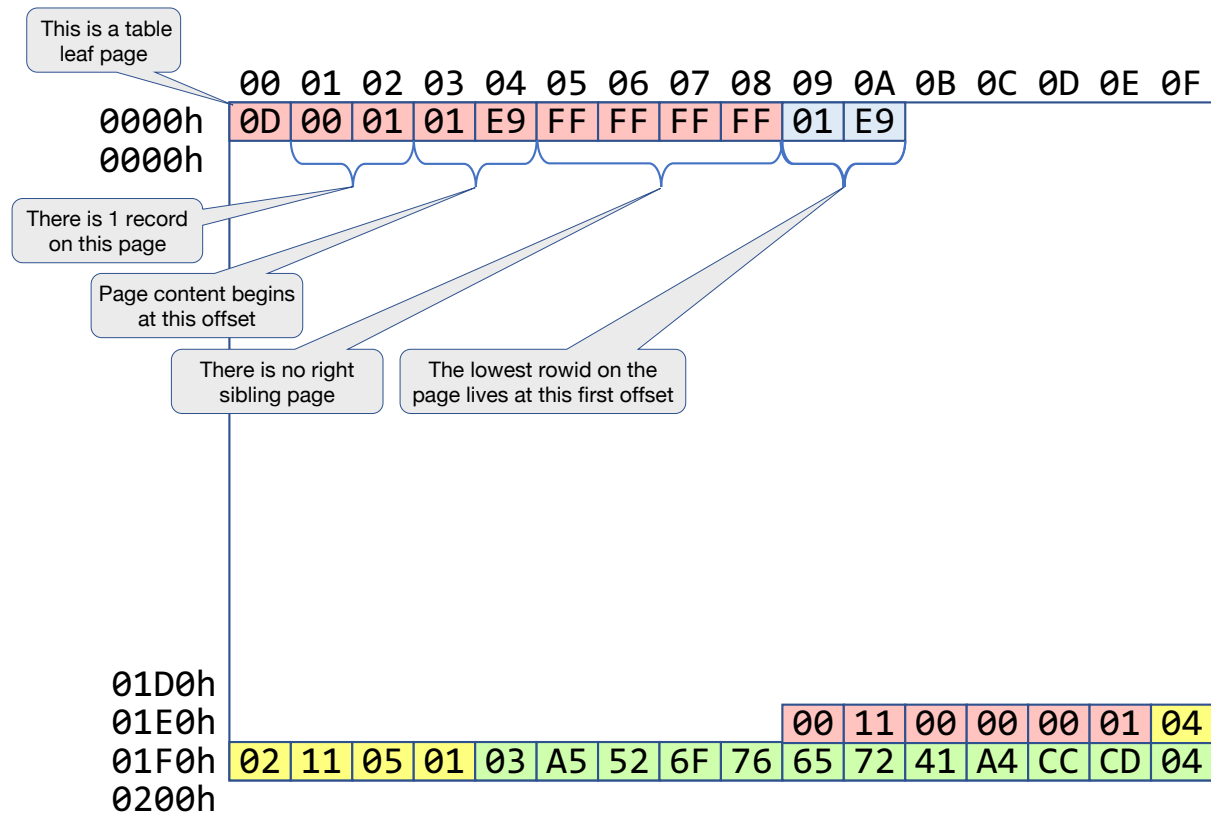 This is a table
leaf page
00 01 02 03 04 05 06 07 08 09 0A 0B 0C 0D 0E 0F
0000h 0D 00 01 01 E9 FF FF FF FF 01 E9
0000h
There is 1 record
on this page
Page content begins
at this offset
There is no right
sibling page
The lowest rowid on the
page lives at this first offset
01D0h
01E0h 00 11 00 00 00 01 04
01F0h 02 11 05 01 03 A5 52 6F 76 65 72 41 A4 CC CD 04
0200h